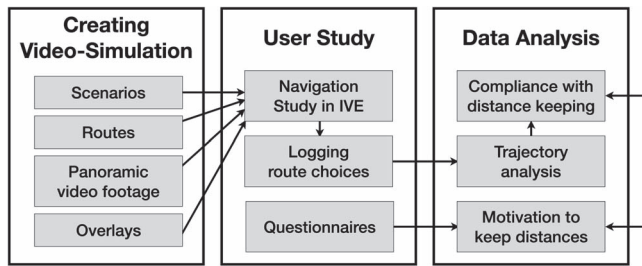 Creating
Video-Simulation
Scenarios
Routes
Panoramic
video footage
Overlays
User Study
Navigation
Study in IVE
Logging
route choices
Questionnaires
Data Analysis
Compliance with
distance keeping
Trajectory
analysis
Motivation to
keep distances